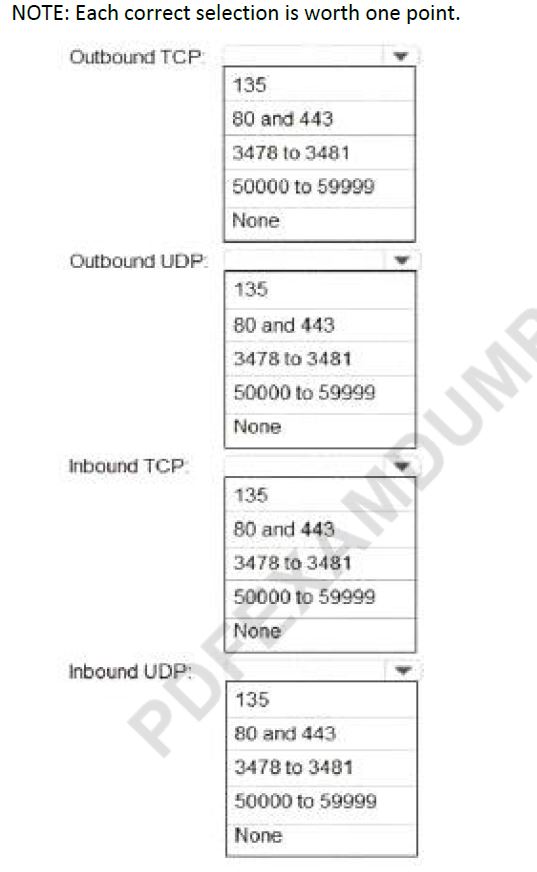 NOTE: Each correct selection is worth one point.
Outbound TCP:
135
80 and 443
3478 to 3481
50000 to 59999
None
Outbound UDP:
135
80 and 443
3478 to 3481
50000 to 59999
None
Inbound TCP:
135
80 and 443
3478 to 3481
50000 to 59999
None
Inbound UDP:
135
80 and 443
3478 to 3481
50000 to 59999
None